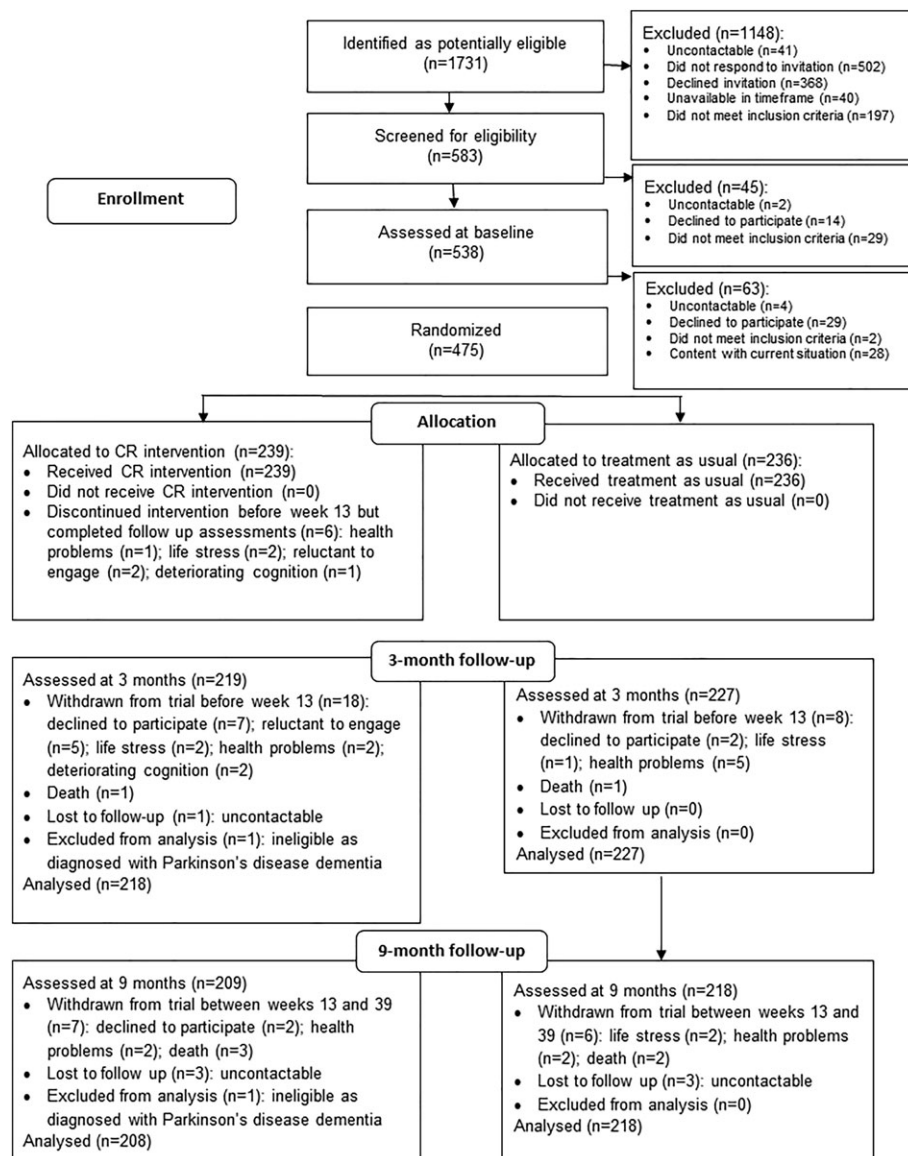 Identified as potentially eligible
(n=1731)
Excluded (n=1148):
• Uncontactable (n=41)
• Did not respond to invitation (n=502)
• Declined invitation (n=368)
• Unavailable in timeframe (n=40)
• Did not meet inclusion criteria (n=197)
Screened for eligibility
(n=583)
Enrollment
Excluded (n=45):
• Uncontactable (n=2)
• Declined to participate (n=14)
• Did not meet inclusion criteria (n=29)
Assessed at baseline
(n=538)
Excluded (n=63):
• Uncontactable (n=4)
• Declined to participate (n=29)
• Did not meet inclusion criteria (n=2)
• Content with current situation (n=28)
Randomized
(n=475)
Allocation
Allocated to CR intervention (n=239):
• Received CR intervention (n=239)
• Did not receive CR intervention (n=0)
• Discontinued intervention before week 13 but
completed follow up assessments (n=6): health
problems (n=1); life stress (n=2); reluctant to
engage (n=2); deteriorating cognition (n=1)
Allocated to treatment as usual (n=236):
• Received treatment as usual (n=236)
• Did not receive treatment as usual (n=0)
3-month follow-up
Assessed at 3 months (n=219)
• Withdrawn from trial before week 13 (n=18):
declined to participate (n=7); reluctant to engage
(n=5); life stress (n=2); health problems (n=2);
deteriorating cognition (n=2)
• Death (n=1)
• Lost to follow-up (n=1): uncontactable
• Excluded from analysis (n=1): ineligible as
diagnosed with Parkinson's disease dementia
Analysed (n=218)
Assessed at 3 months (n=227)
• Withdrawn from trial before week 13 (n=8):
declined to participate (n=2); life stress
(n=1); health problems (n=5)
• Death (n=1)
• Lost to follow up (n=0)
• Excluded from analysis (n=0)
Analysed (n=227)
9-month follow-up
Assessed at 9 months (n=209)
• Withdrawn from trial between weeks 13 and 39
(n=7): declined to participate (n=2); health
problems (n=2); death (n=3)
• Lost to follow up (n=3): uncontactable
• Excluded from analysis (n=1): ineligible as
diagnosed with Parkinson's disease dementia
Analysed (n=208)
Assessed at 9 months (n=218)
• Withdrawn from trial between weeks 13 and
39 (n=6): life stress (n=2); health problems
(n=2); death (n=2)
• Lost to follow up (n=3): uncontactable
• Excluded from analysis (n=0)
Analysed (n=218)